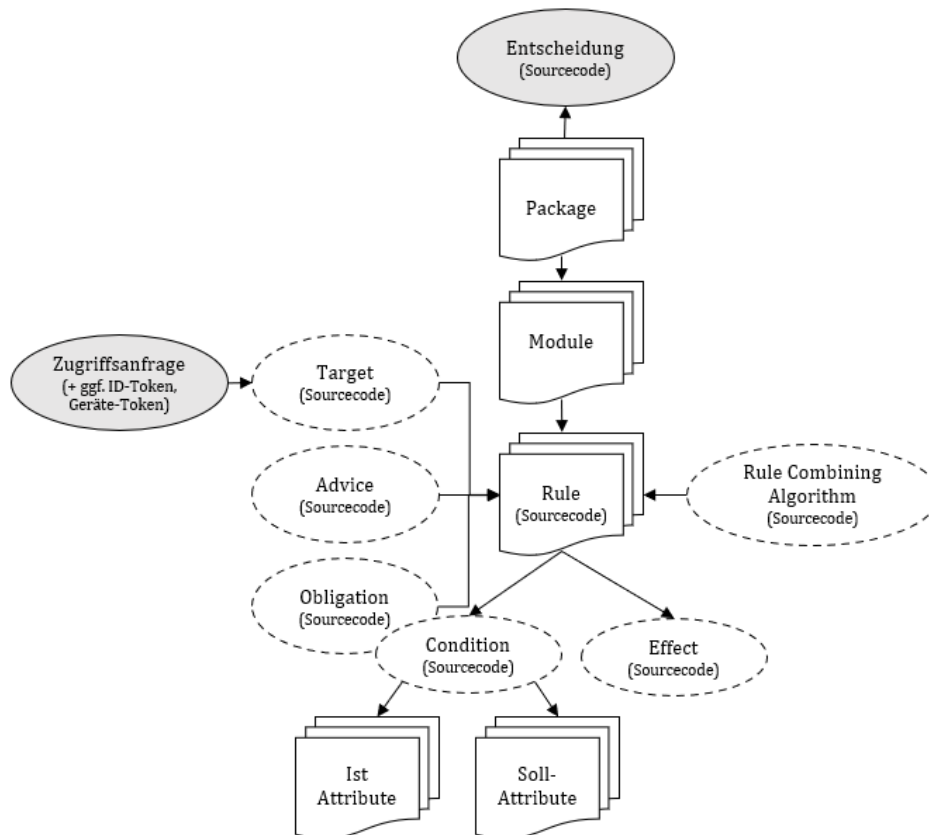 Entscheidung
(Sourcecode)
Package
Module
Zugriffsanfrage
(+ ggf. ID-Token,
Geräte-Token)
Target
(Sourcecode)
Advice
(Sourcecode)
Rule
(Sourcecode)
Rule Combining
Algorithm
(Sourcecode)
Obligation
(Sourcecode)
Condition
(Sourcecode)
Effect
(Sourcecode)
Ist
Attribute
Soll-
Attribute